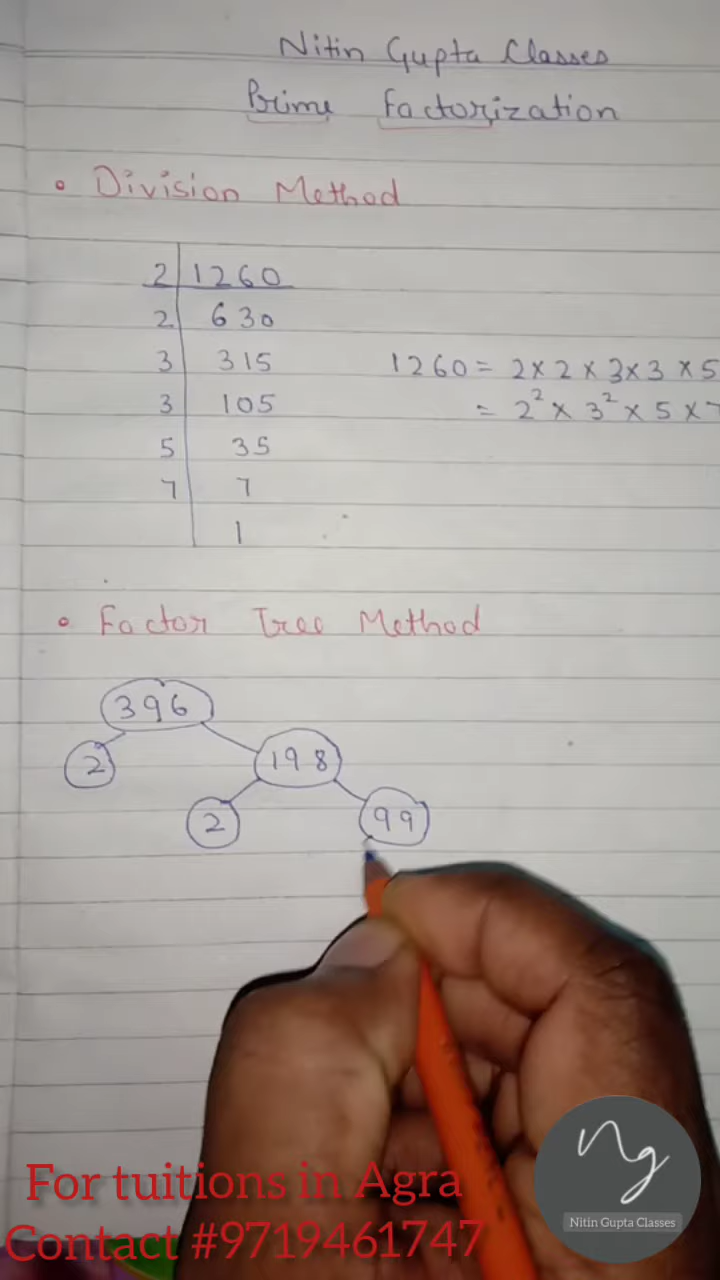 Nitin Gupta Classes
Prime Factorization
• Division Method
2 1260
2 630
3 315
3 105
5 35
7 7
1
1260 = 2 × 2 × 3 × 3 × 5
= 2² × 3² × 5 × 7
• Factor Tree Method
396
2 198
2 99
For tuitions in Agra
Contact #9719461747
ng
Nitin Gupta Classes